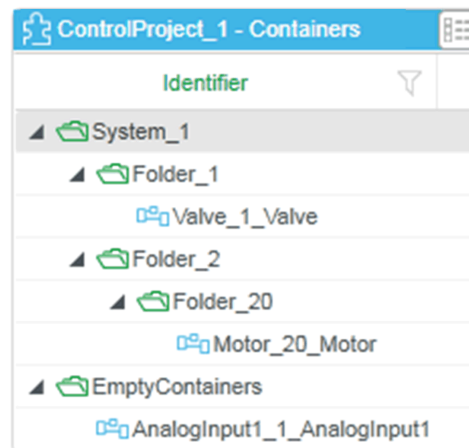 ControlProject_1 - Containers
Identifier
System_1
Folder_1
Valve_1_Valve
Folder_2
Folder_20
Motor_20_Motor
EmptyContainers
AnalogInput1_1_AnalogInput1